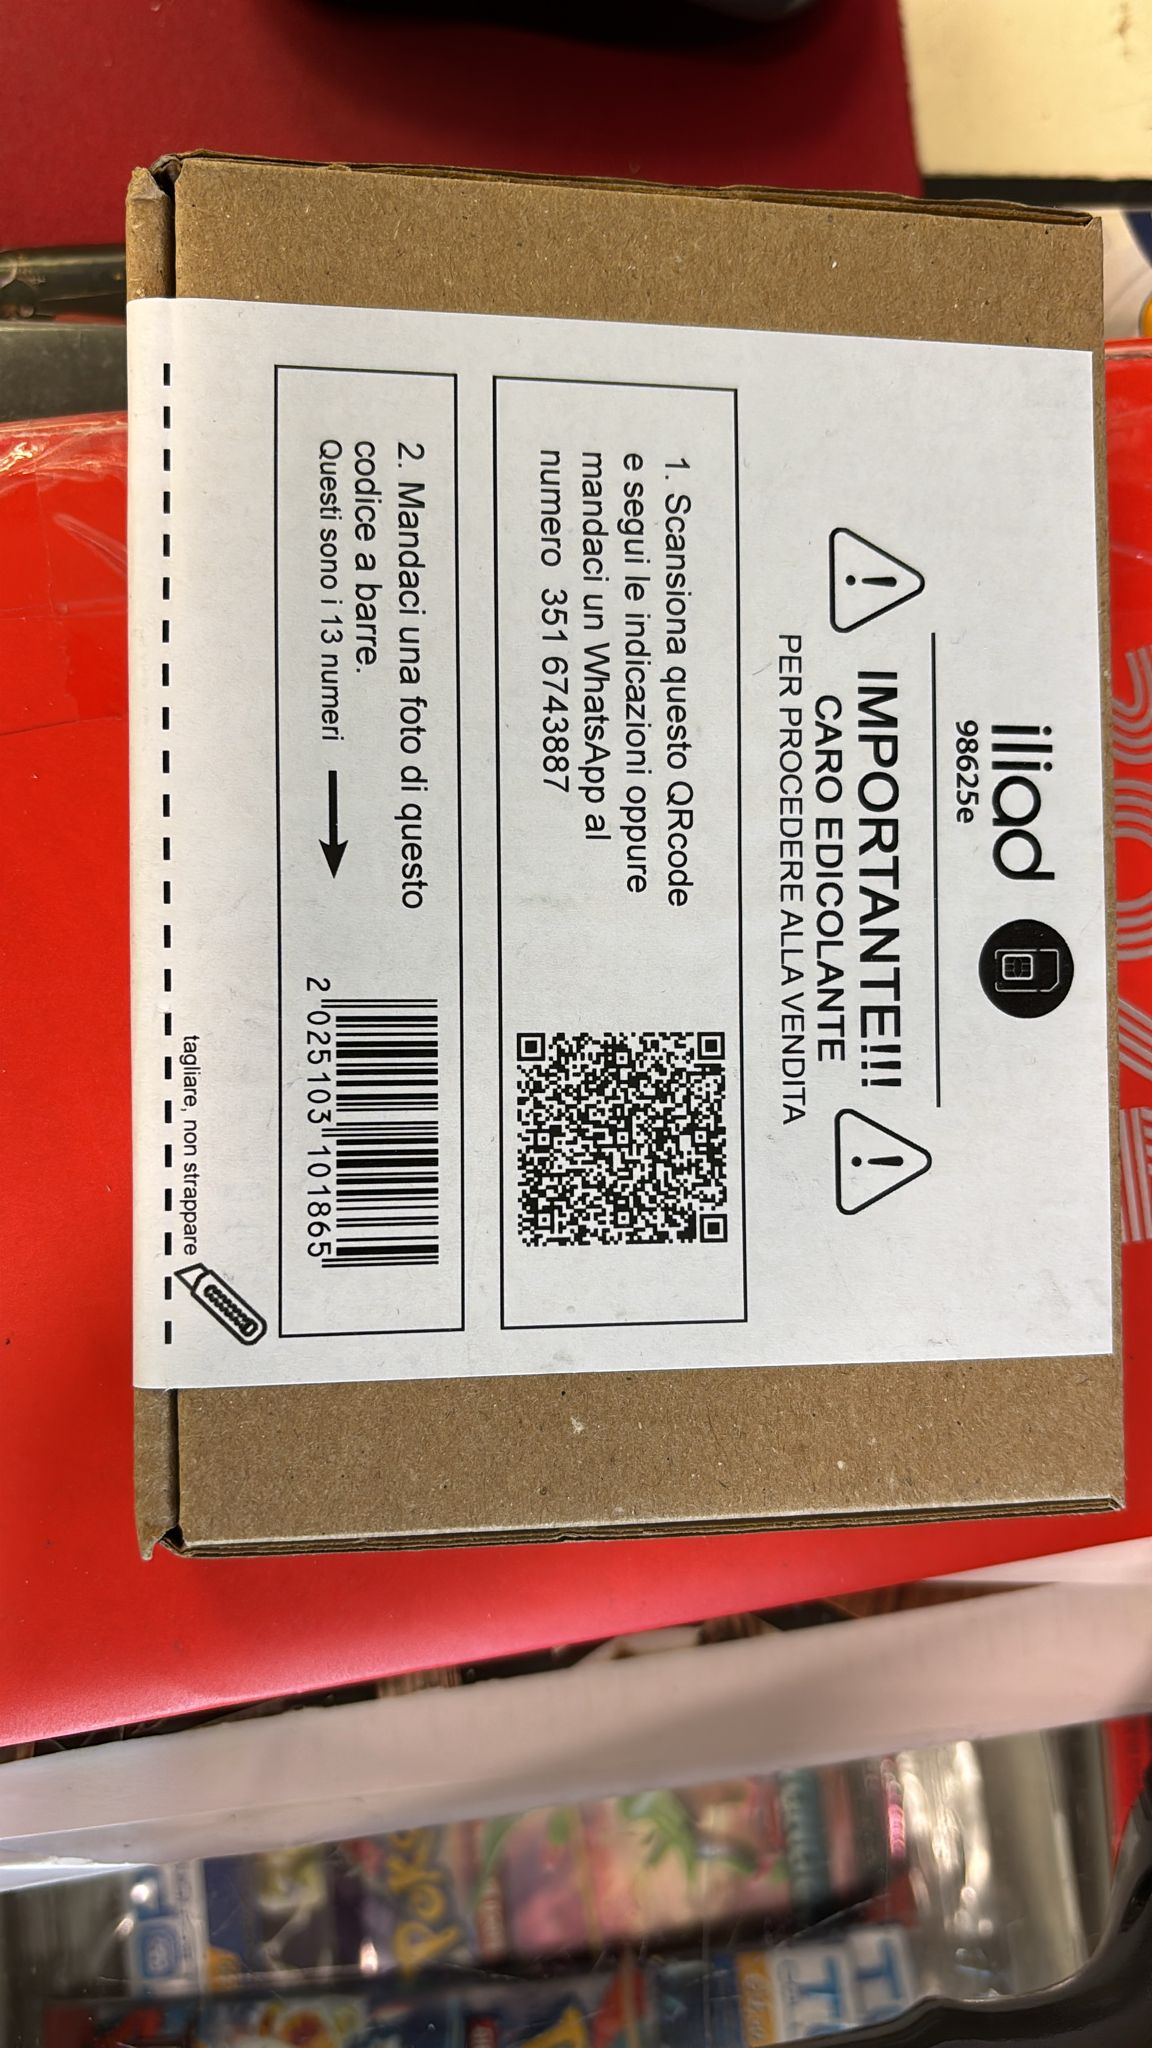 iliad
98625e
IMPORTANTE!!!
CARO EDICOLANTE
PER PROCEDERE ALLA VENDITA
1. Scansiona questo QRcode
e segui le indicazioni oppure
mandaci un WhatsApp al
numero 351 6743887
2. Mandaci una foto di questo
codice a barre.
Questi sono i 13 numeri
2 025103 101865
tagliare, non strappare